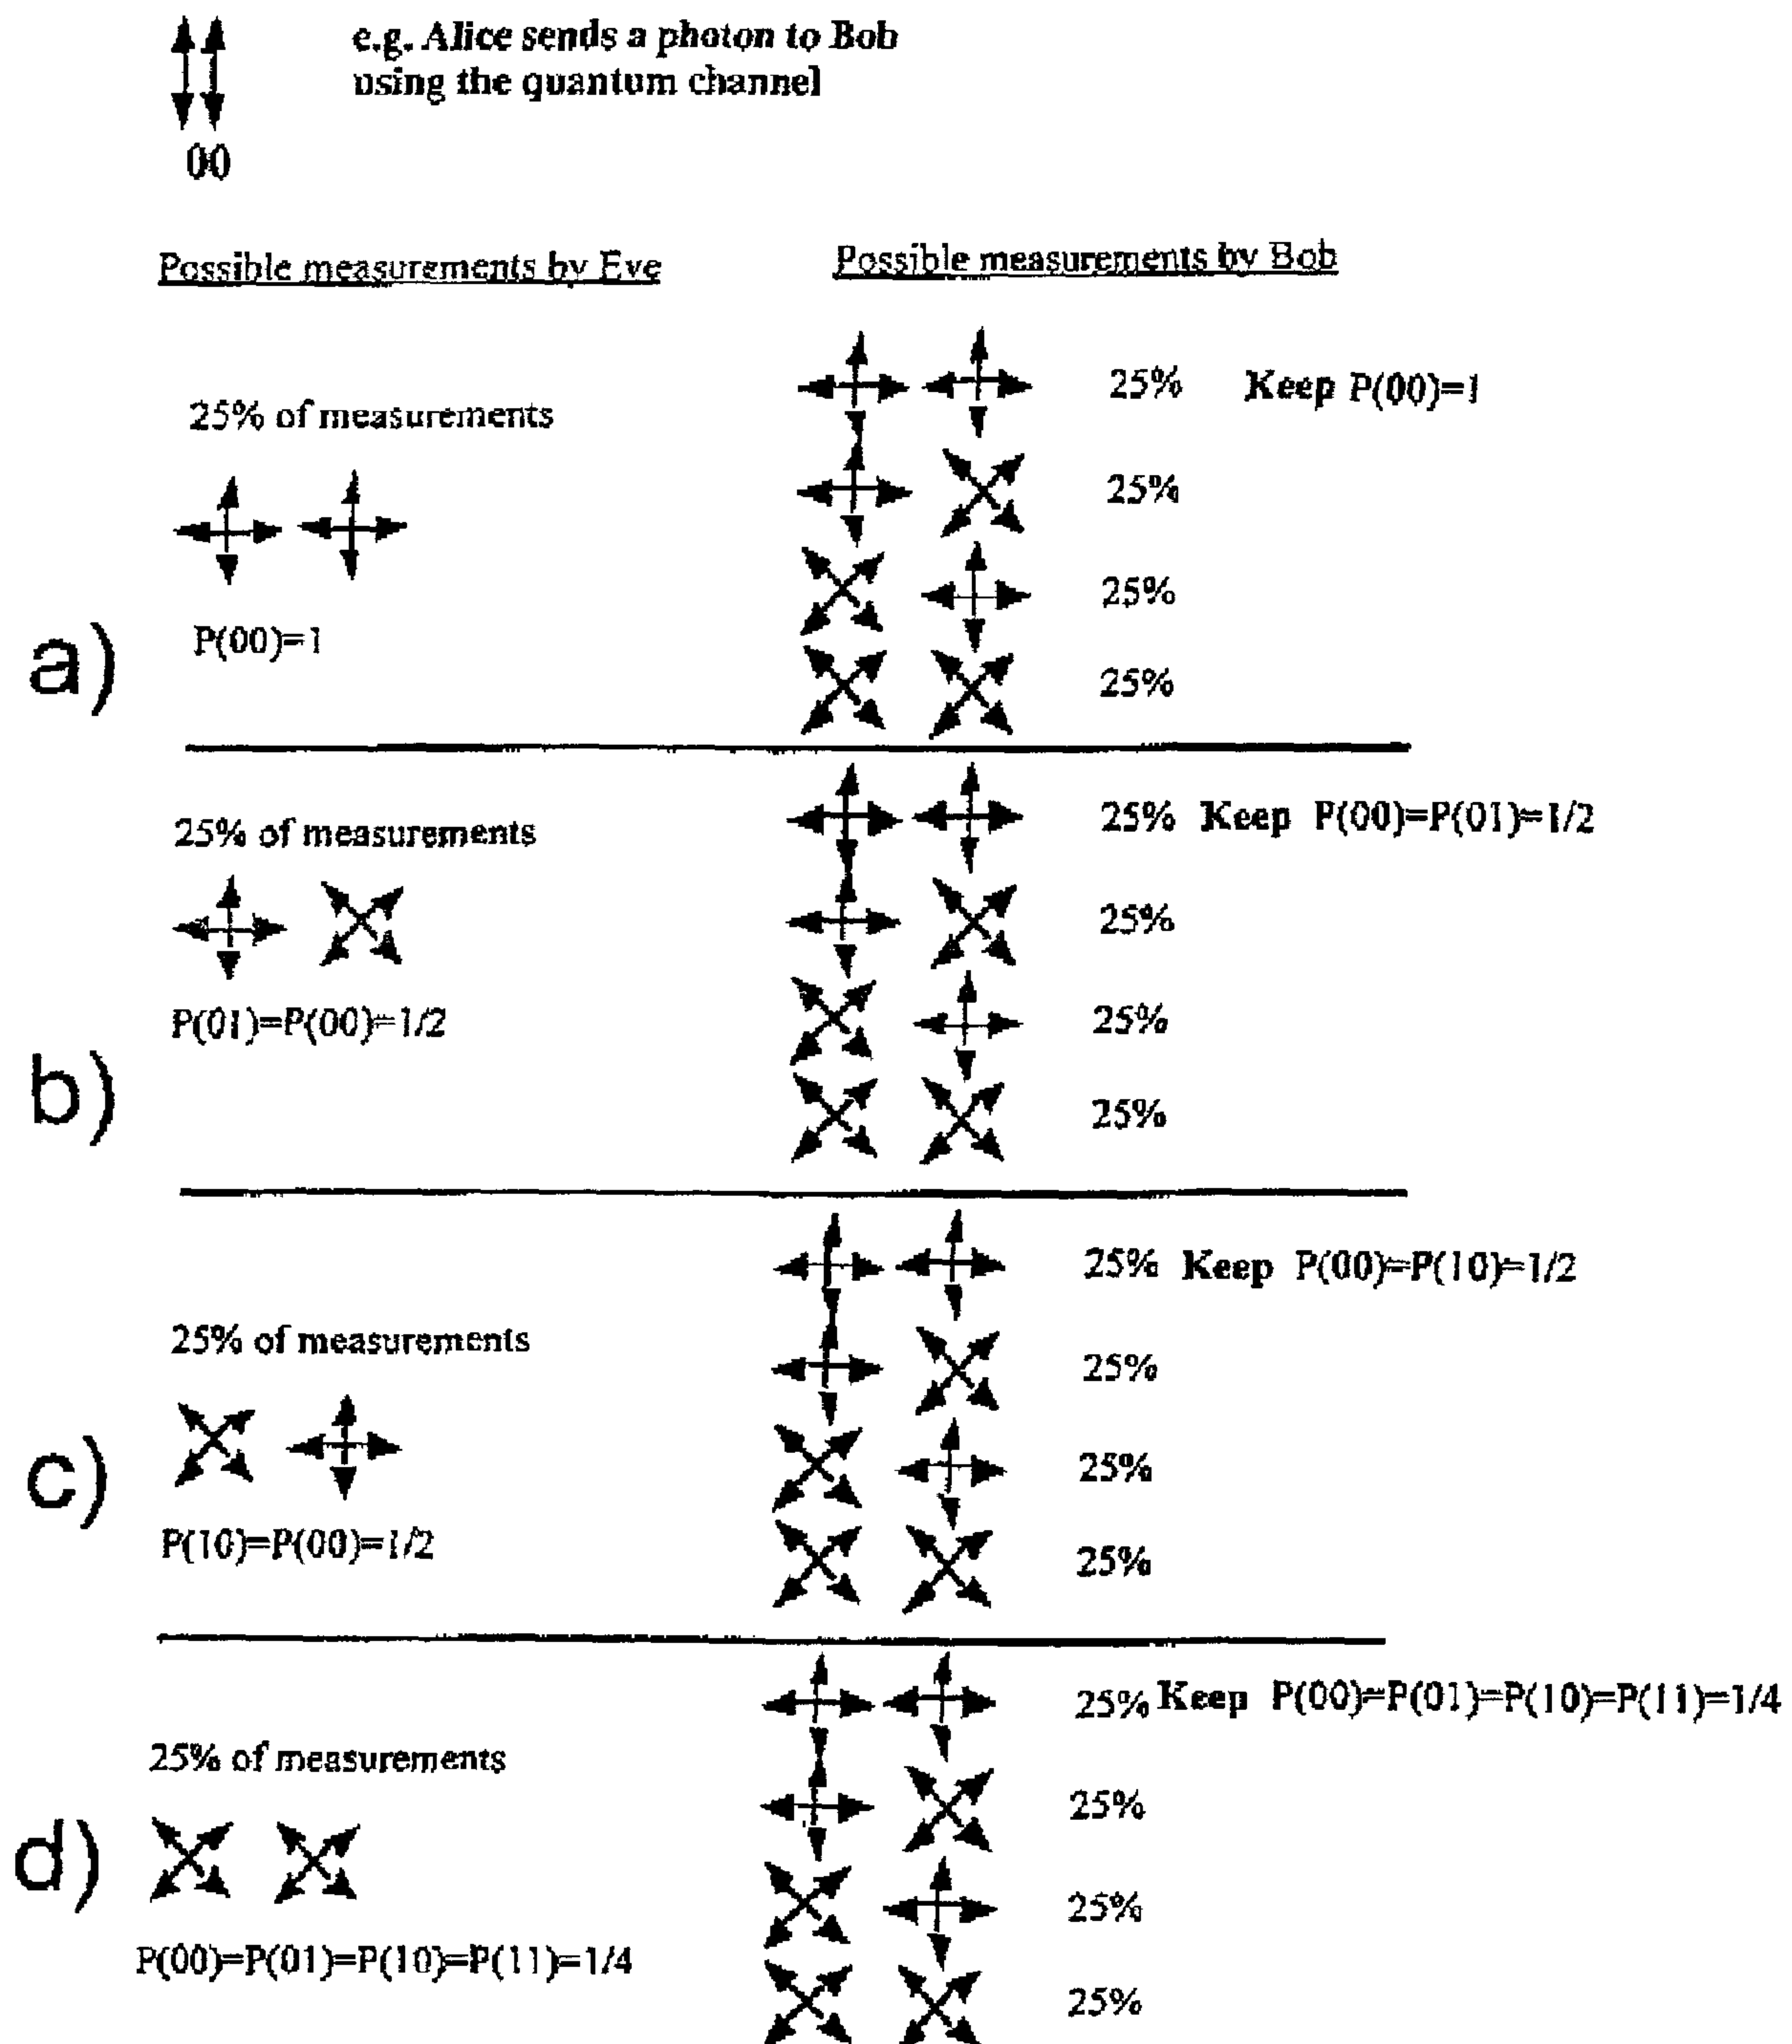 e.g. Alice sends a photon to Bob
using the quantum channel
00
Possible measurements by Eve
Possible measurements by Bob
25% of measurements
P(00)=1
a)
25% Keep P(00)=1
25%
25%
25%
25% of measurements
P(01)=P(00)=1/2
b)
25% Keep P(00)=P(01)=1/2
25%
25%
25%
25% of measurements
c)
P(10)=P(00)=1/2
25% Keep P(00)=P(10)=1/2
25%
25%
25%
25% of measurements
d)
P(00)=P(01)=P(10)=P(11)=1/4
25% Keep P(00)=P(01)=P(10)=P(11)=1/4
25%
25%
25%